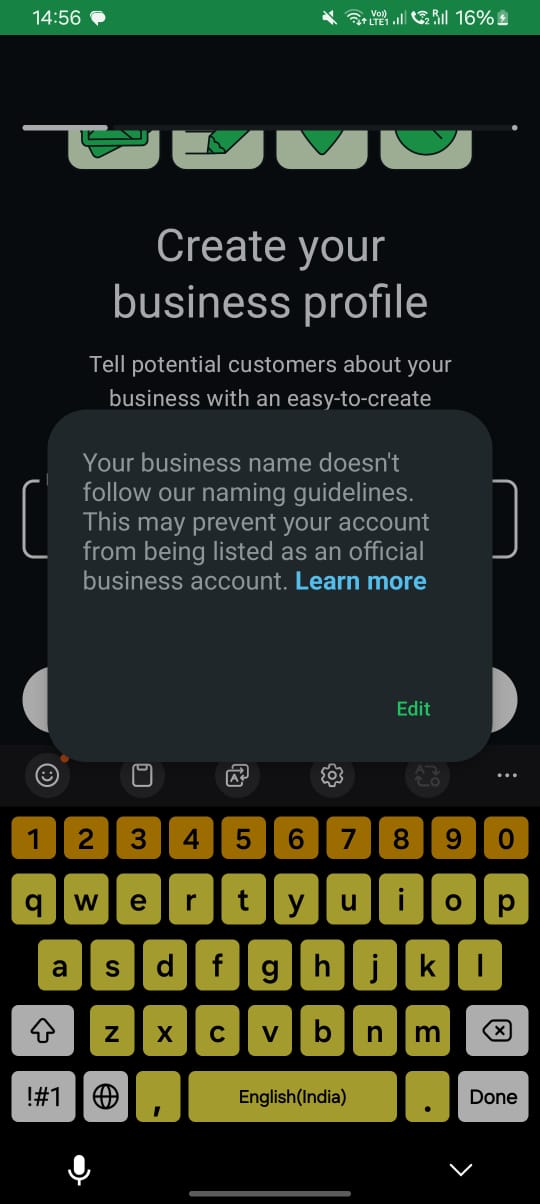 14:56 Vo)) LTE1 2 R 16%
Create your
business profile
Tell potential customers about your
business with an easy-to-create
Your business name doesn't
follow our naming guidelines.
This may prevent your account
from being listed as an official
business account. Learn more
Edit
1 2 3 4 5 6 7 8 9 0
q w e r t y u i o p
a s d f g h j k l
z x c v b n m
!#1 , English(India) . Done